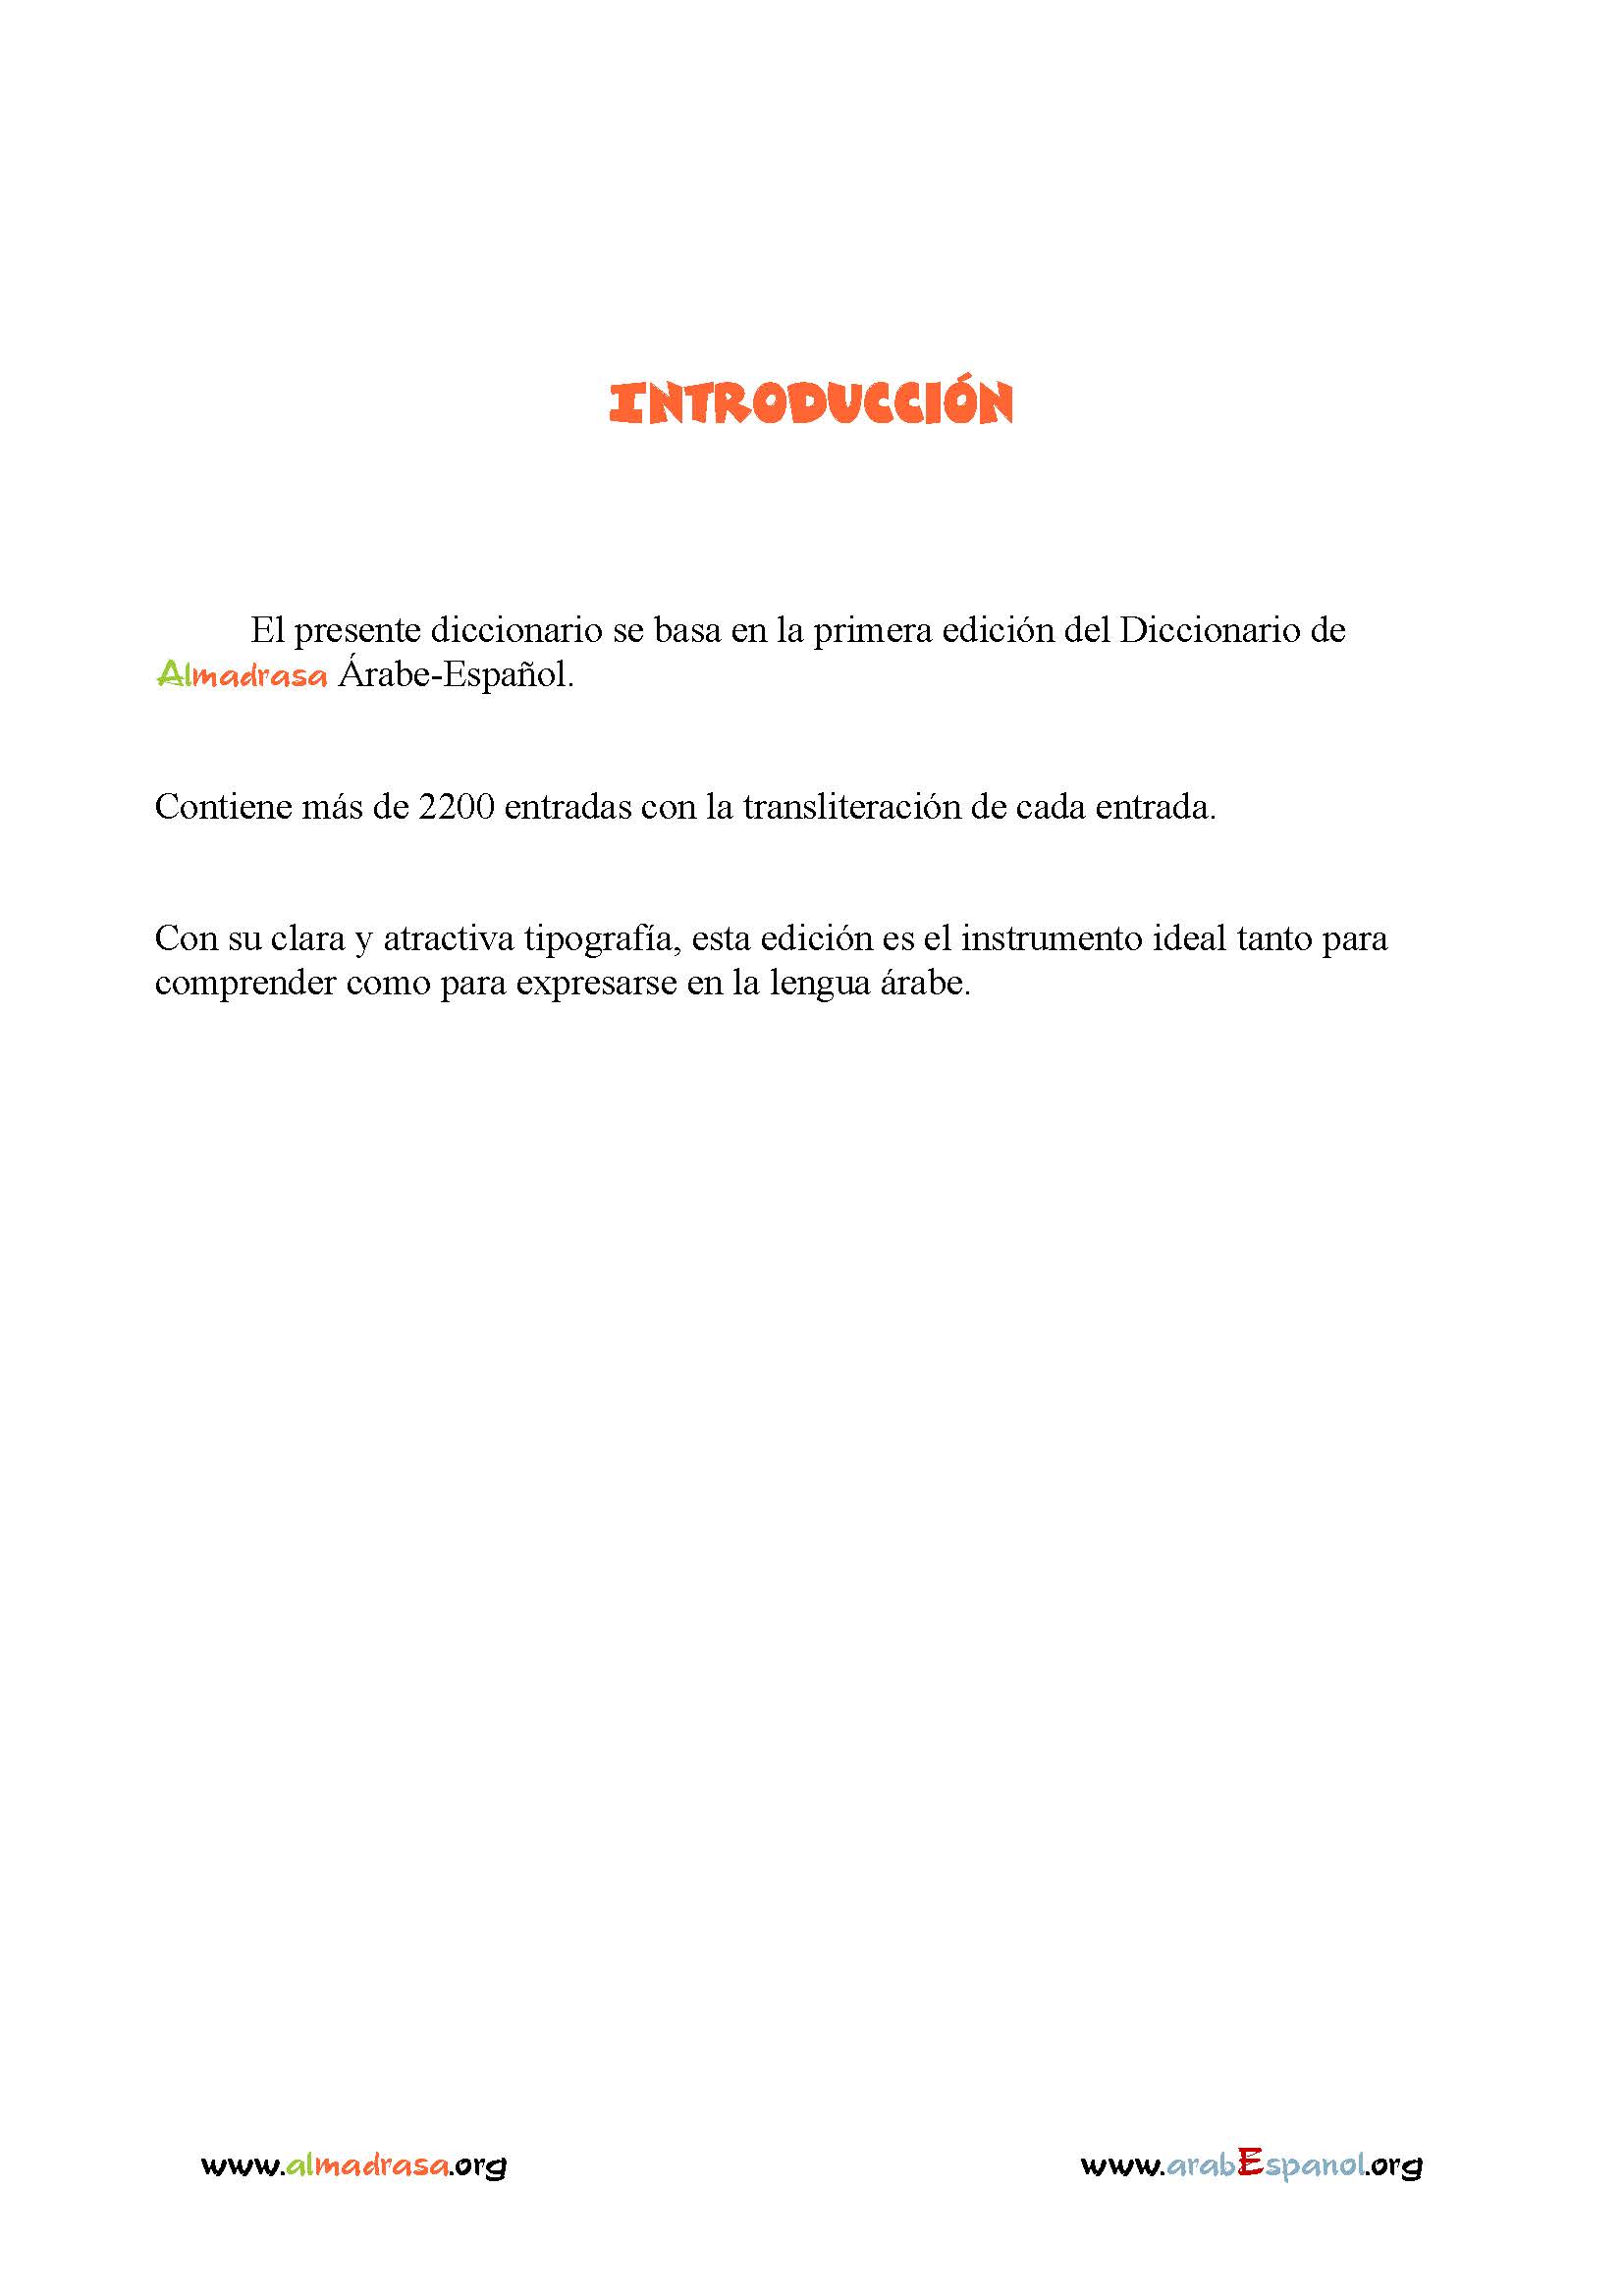 INTRODUCCIÓN
El presente diccionario se basa en la primera edición del Diccionario de
Almadrasa Árabe-Español.
Contiene más de 2200 entradas con la transliteración de cada entrada.
Con su clara y atractiva tipografía, esta edición es el instrumento ideal tanto para
comprender como para expresarse en la lengua árabe.
www.almadrasa.org
www.arabEspanol.org